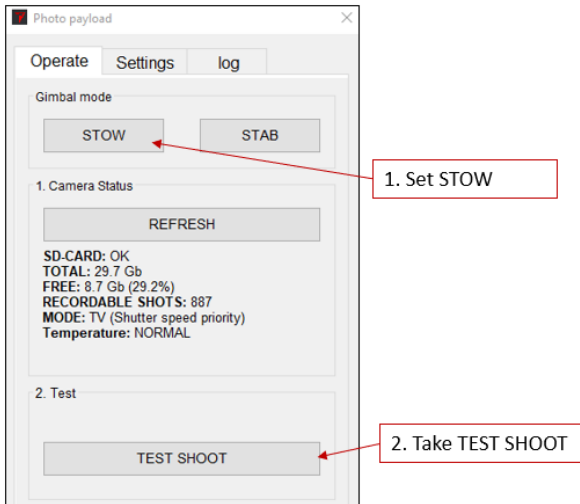 Photo payload
Operate Settings log
Gimbal mode
STOW STAB
1. Set STOW
1. Camera Status
REFRESH
SD-CARD: OK
TOTAL: 29.7 Gb
FREE: 8.7 Gb (29.2%)
RECORDABLE SHOTS: 887
MODE: TV (Shutter speed priority)
Temperature: NORMAL
2. Test
TEST SHOOT
2. Take TEST SHOOT